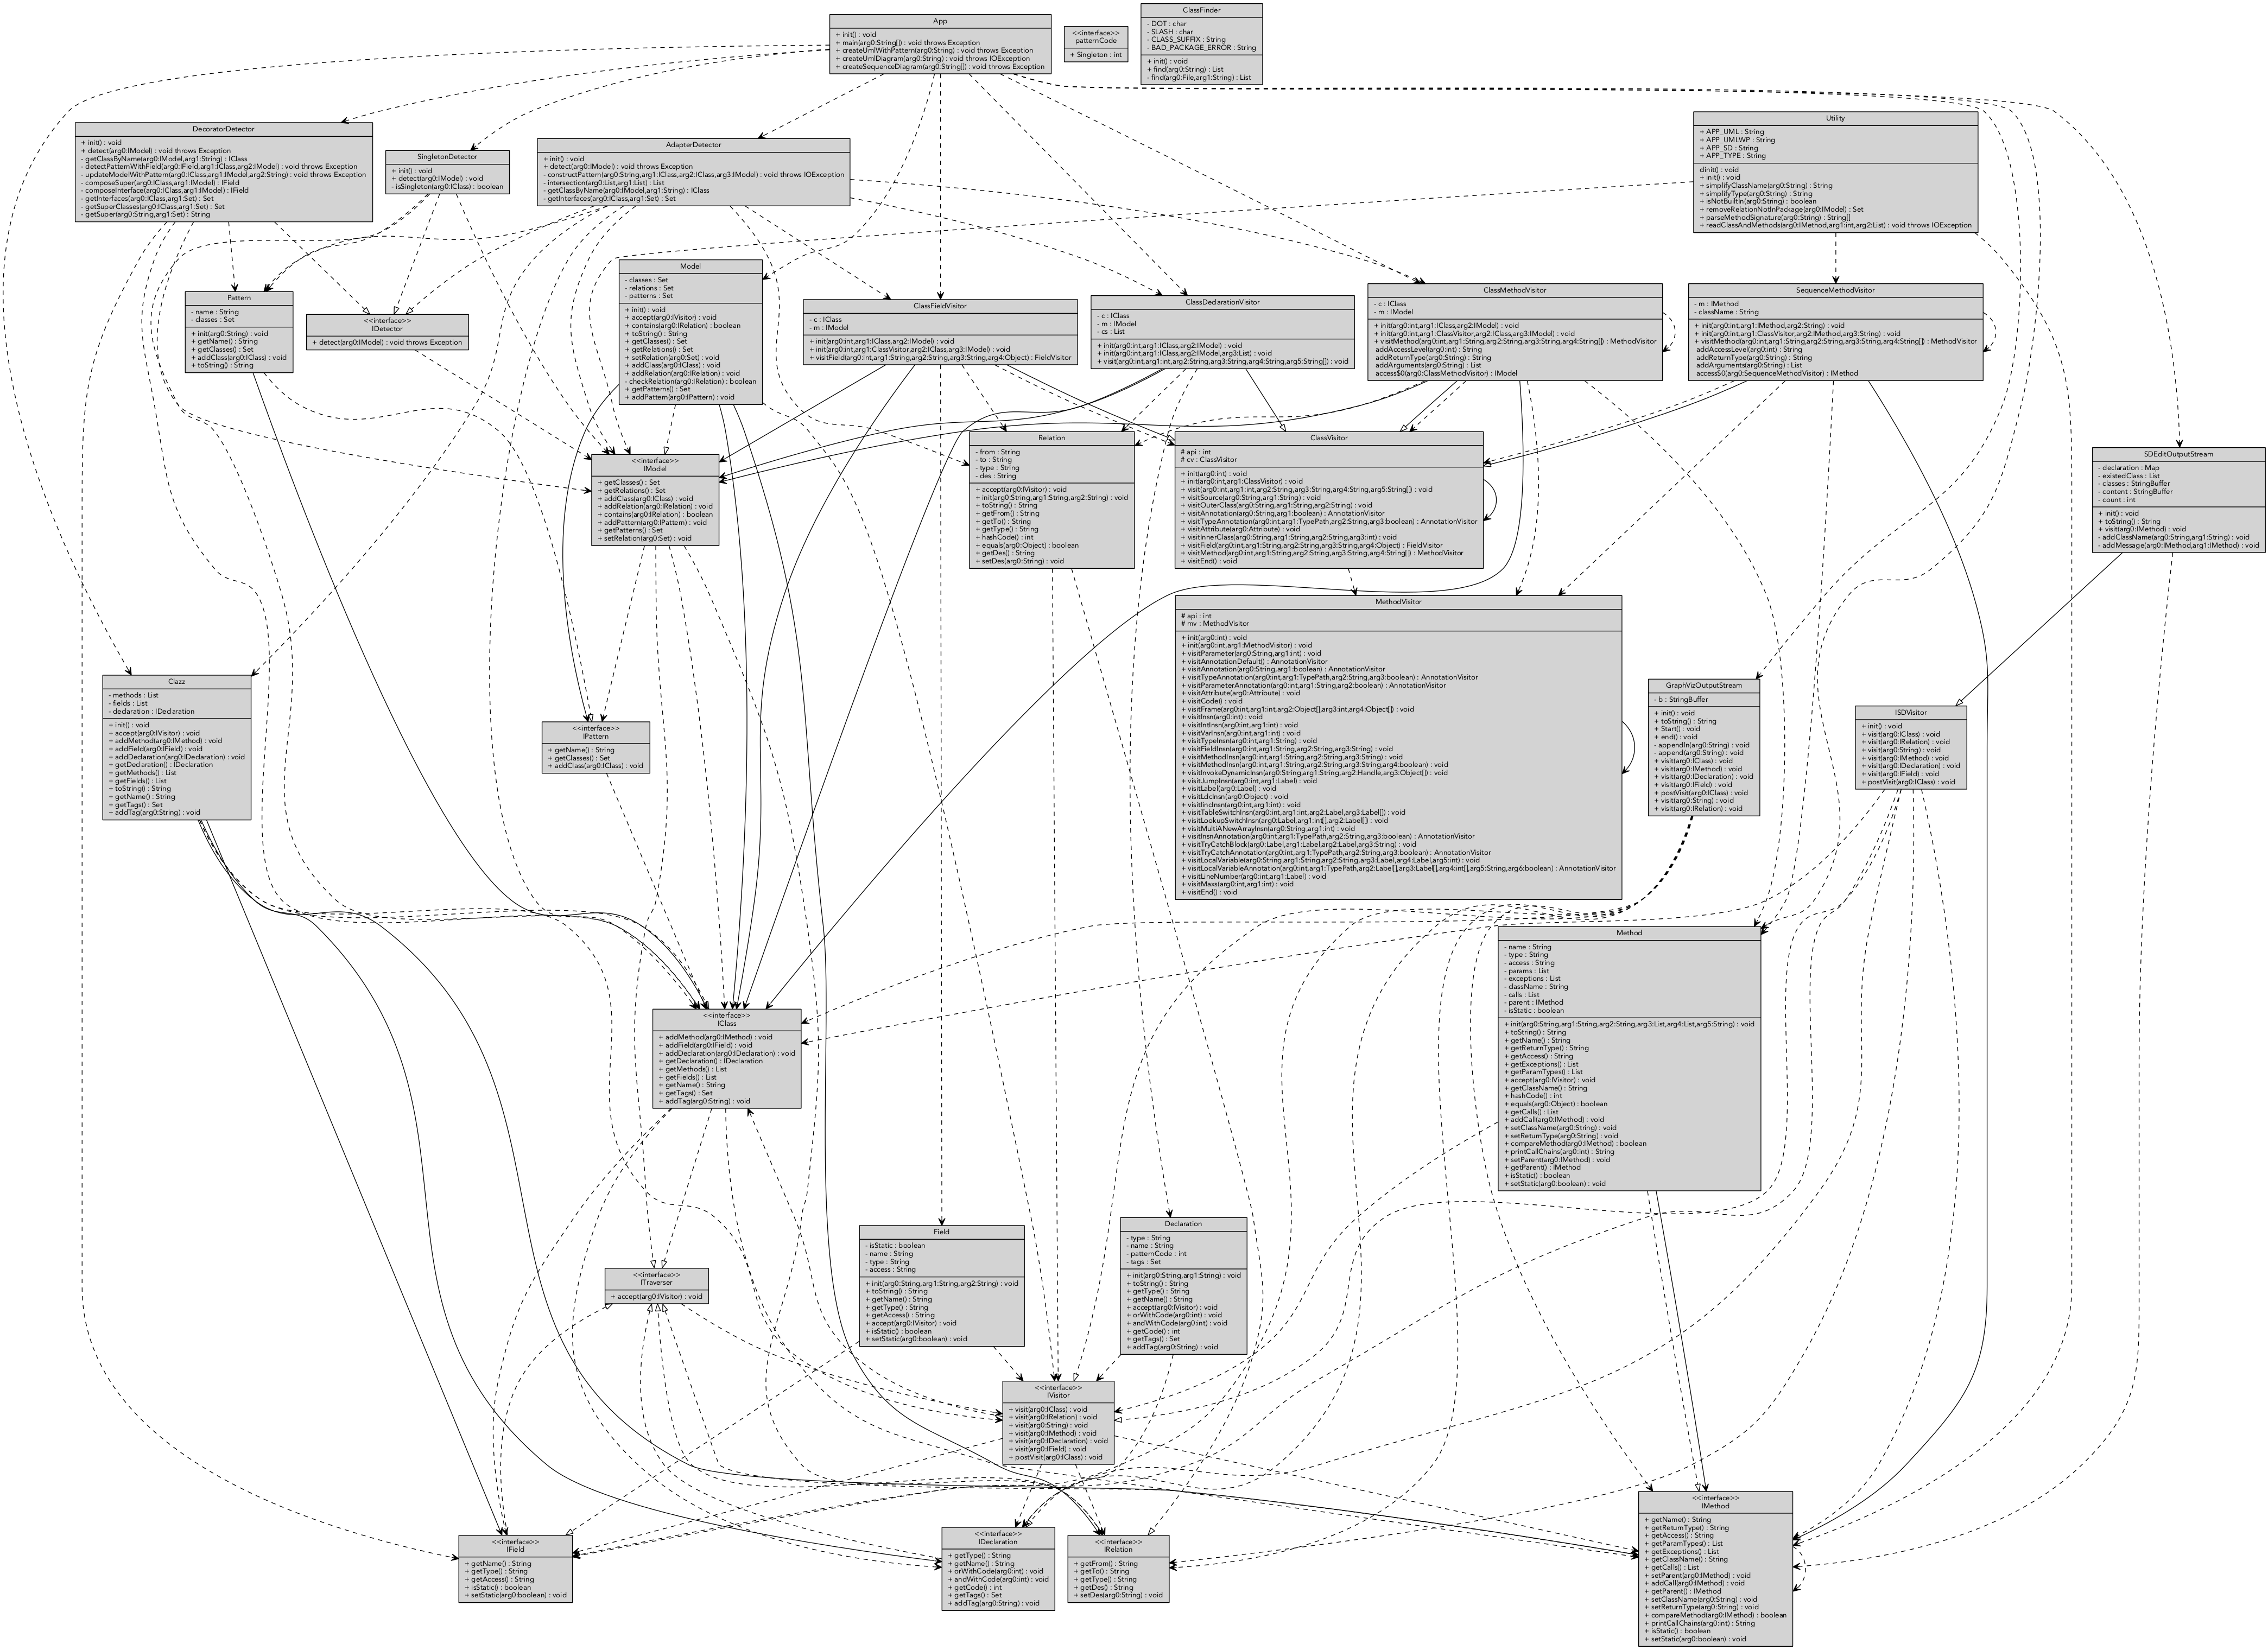 App
+ init() : void
+ main(arg0:String[]) : void throws Exception
+ createUmlWithPattern(arg0:String) : void throws Exception
+ createUmlDiagram(arg0:String) : void throws IOException
+ createSequenceDiagram(arg0:String[]) : void throws Exception
<<interface>>
patternCode
+ Singleton : int
ClassFinder
- DOT : char
- SLASH : char
- CLASS_SUFFIX : String
- BAD_PACKAGE_ERROR : String
+ init() : void
+ find(arg0:String) : List
- find(arg0:File,arg1:String) : List
DecoratorDetector
+ init() : void
+ detect(arg0:IModel) : void throws Exception
- getClassByName(arg0:IModel,arg1:String) : IClass
- detectPatternWithField(arg0:IField,arg1:IClass,arg2:IModel) : void throws Exception
- updateModelWithPattern(arg0:IClass,arg1:IModel,arg2:String) : void throws Exception
- composeSuper(arg0:IClass,arg1:IModel) : IField
- composeInterface(arg0:IClass,arg1:IModel) : IField
- getInterfaces(arg0:IClass,arg1:Set) : Set
- getSuperClasses(arg0:IClass,arg1:Set) : Set
- getSuper(arg0:String,arg1:Set) : String
SingletonDetector
+ init() : void
+ detect(arg0:IModel) : void
- isSingleton(arg0:IClass) : boolean
AdapterDetector
+ init() : void
+ detect(arg0:IModel) : void throws Exception
- constructPattern(arg0:String,arg1:IClass,arg2:IClass,arg3:IModel) : void throws IOException
- intersection(arg0:List,arg1:List) : List
- getClassByName(arg0:IModel,arg1:String) : IClass
- getInterfaces(arg0:IClass,arg1:Set) : Set
Utility
+ APP_UML : String
+ APP_UMLWP : String
+ APP_SD : String
+ APP_TYPE : String
clinit() : void
+ init() : void
+ simplifyClassName(arg0:String) : String
+ simplifyType(arg0:String) : String
+ isNotBuiltIn(arg0:String) : boolean
+ removeRelationNotInPackage(arg0:IModel) : Set
+ parseMethodSignature(arg0:String) : String[]
+ readClassAndMethods(arg0:IMethod,arg1:int,arg2:List) : void throws IOException
Pattern
- name : String
- classes : Set
+ init(arg0:String) : void
+ getName() : String
+ getClasses() : Set
+ addClass(arg0:IClass) : void
+ toString() : String
<<interface>>
IDetector
+ detect(arg0:IModel) : void throws Exception
Model
- classes : Set
- relations : Set
- patterns : Set
+ init() : void
+ accept(arg0:IVisitor) : void
+ contains(arg0:IRelation) : boolean
+ toString() : String
+ getClasses() : Set
+ getRelations() : Set
+ setRelation(arg0:Set) : void
+ addClass(arg0:IClass) : void
+ addRelation(arg0:IRelation) : void
- checkRelation(arg0:IRelation) : boolean
+ getPatterns() : Set
+ addPattern(arg0:IPattern) : void
ClassFieldVisitor
- c : IClass
- m : IModel
+ init(arg0:int,arg1:IClass,arg2:IModel) : void
+ init(arg0:int,arg1:ClassVisitor,arg2:IClass,arg3:IModel) : void
+ visitField(arg0:int,arg1:String,arg2:String,arg3:String,arg4:Object) : FieldVisitor
ClassDeclarationVisitor
- c : IClass
- m : IModel
- cs : List
+ init(arg0:int,arg1:IClass,arg2:IModel) : void
+ init(arg0:int,arg1:IClass,arg2:IModel,arg3:List) : void
+ visit(arg0:int,arg1:int,arg2:String,arg3:String,arg4:String,arg5:String[]) : void
ClassMethodVisitor
- c : IClass
- m : IModel
+ init(arg0:int,arg1:IClass,arg2:IModel) : void
+ init(arg0:int,arg1:ClassVisitor,arg2:IClass,arg3:IModel) : void
+ visitMethod(arg0:int,arg1:String,arg2:String,arg3:String,arg4:String[]) : MethodVisitor
addAccessLevel(arg0:int) : String
addReturnType(arg0:String) : String
addArguments(arg0:String) : List
access$0(arg0:ClassMethodVisitor) : IModel
SequenceMethodVisitor
- m : IMethod
- className : String
+ init(arg0:int,arg1:IMethod,arg2:String) : void
+ init(arg0:int,arg1:ClassVisitor,arg2:IMethod,arg3:String) : void
+ visitMethod(arg0:int,arg1:String,arg2:String,arg3:String,arg4:String[]) : MethodVisitor
addAccessLevel(arg0:int) : String
addReturnType(arg0:String) : String
addArguments(arg0:String) : List
access$0(arg0:SequenceMethodVisitor) : IMethod
<<interface>>
IModel
+ getClasses() : Set
+ getRelations() : Set
+ addClass(arg0:IClass) : void
+ addRelation(arg0:IRelation) : void
+ contains(arg0:IRelation) : boolean
+ addPattern(arg0:IPattern) : void
+ getPatterns() : Set
+ setRelation(arg0:Set) : void
Relation
- from : String
- to : String
- type : String
- des : String
+ accept(arg0:IVisitor) : void
+ init(arg0:String,arg1:String,arg2:String) : void
+ toString() : String
+ getFrom() : String
+ getTo() : String
+ getType() : String
+ hashCode() : int
+ equals(arg0:Object) : boolean
+ getDes() : String
+ setDes(arg0:String) : void
ClassVisitor
# api : int
# cv : ClassVisitor
+ init(arg0:int) : void
+ init(arg0:int,arg1:ClassVisitor) : void
+ visit(arg0:int,arg1:int,arg2:String,arg3:String,arg4:String,arg5:String[]) : void
+ visitSource(arg0:String,arg1:String) : void
+ visitOuterClass(arg0:String,arg1:String,arg2:String) : void
+ visitAnnotation(arg0:String,arg1:boolean) : AnnotationVisitor
+ visitTypeAnnotation(arg0:int,arg1:TypePath,arg2:String,arg3:boolean) : AnnotationVisitor
+ visitAttribute(arg0:Attribute) : void
+ visitInnerClass(arg0:String,arg1:String,arg2:String,arg3:int) : void
+ visitField(arg0:int,arg1:String,arg2:String,arg3:String,arg4:Object) : FieldVisitor
+ visitMethod(arg0:int,arg1:String,arg2:String,arg3:String,arg4:String[]) : MethodVisitor
+ visitEnd() : void
SDEditOutputStream
- declaration : Map
- existedClass : List
- classes : StringBuffer
- content : StringBuffer
- count : int
+ init() : void
+ toString() : String
+ visit(arg0:IMethod) : void
- addClassName(arg0:String,arg1:String) : void
- addMessage(arg0:IMethod,arg1:IMethod) : void
MethodVisitor
# api : int
# mv : MethodVisitor
+ init(arg0:int) : void
+ init(arg0:int,arg1:MethodVisitor) : void
+ visitParameter(arg0:String,arg1:int) : void
+ visitAnnotationDefault() : AnnotationVisitor
+ visitAnnotation(arg0:String,arg1:boolean) : AnnotationVisitor
+ visitTypeAnnotation(arg0:int,arg1:TypePath,arg2:String,arg3:boolean) : AnnotationVisitor
+ visitParameterAnnotation(arg0:int,arg1:String,arg2:boolean) : AnnotationVisitor
+ visitAttribute(arg0:Attribute) : void
+ visitCode() : void
+ visitFrame(arg0:int,arg1:int,arg2:Object[],arg3:int,arg4:Object[]) : void
+ visitInsn(arg0:int) : void
+ visitIntInsn(arg0:int,arg1:int) : void
+ visitVarInsn(arg0:int,arg1:int) : void
+ visitTypeInsn(arg0:int,arg1:String) : void
+ visitFieldInsn(arg0:int,arg1:String,arg2:String,arg3:String) : void
+ visitMethodInsn(arg0:int,arg1:String,arg2:String,arg3:String) : void
+ visitMethodInsn(arg0:int,arg1:String,arg2:String,arg3:String,arg4:boolean) : void
+ visitInvokeDynamicInsn(arg0:String,arg1:String,arg2:Handle,arg3:Object[]) : void
+ visitJumpInsn(arg0:int,arg1:Label) : void
+ visitLabel(arg0:Label) : void
+ visitLdcInsn(arg0:Object) : void
+ visitIincInsn(arg0:int,arg1:int) : void
+ visitTableSwitchInsn(arg0:int,arg1:int,arg2:Label,arg3:Label[]) : void
+ visitLookupSwitchInsn(arg0:Label,arg1:int[],arg2:Label[]) : void
+ visitMultiANewArrayInsn(arg0:String,arg1:int) : void
+ visitInsnAnnotation(arg0:int,arg1:TypePath,arg2:String,arg3:boolean) : AnnotationVisitor
+ visitTryCatchBlock(arg0:Label,arg1:Label,arg2:Label,arg3:String) : void
+ visitTryCatchAnnotation(arg0:int,arg1:TypePath,arg2:String,arg3:boolean) : AnnotationVisitor
+ visitLocalVariable(arg0:String,arg1:String,arg2:String,arg3:Label,arg4:Label,arg5:int) : void
+ visitLocalVariableAnnotation(arg0:int,arg1:TypePath,arg2:Label[],arg3:Label[],arg4:int[],arg5:String,arg6:boolean) : AnnotationVisitor
+ visitLineNumber(arg0:int,arg1:Label) : void
+ visitMaxs(arg0:int,arg1:int) : void
+ visitEnd() : void
Clazz
- methods : List
- fields : List
- declaration : IDeclaration
+ init() : void
+ accept(arg0:IVisitor) : void
+ addMethod(arg0:IMethod) : void
+ addField(arg0:IField) : void
+ addDeclaration(arg0:IDeclaration) : void
+ getDeclaration() : IDeclaration
+ getMethods() : List
+ getFields() : List
+ toString() : String
+ getName() : String
+ getTags() : Set
+ addTag(arg0:String) : void
<<interface>>
IPattern
+ getName() : String
+ getClasses() : Set
+ addClass(arg0:IClass) : void
GraphVizOutputStream
- b : StringBuffer
+ init() : void
+ toString() : String
+ Start() : void
+ end() : void
- appendln(arg0:String) : void
- append(arg0:String) : void
+ visit(arg0:IClass) : void
+ visit(arg0:IMethod) : void
+ visit(arg0:IDeclaration) : void
+ visit(arg0:IField) : void
+ postVisit(arg0:IClass) : void
+ visit(arg0:String) : void
+ visit(arg0:IRelation) : void
ISDVisitor
+ init() : void
+ visit(arg0:IClass) : void
+ visit(arg0:IRelation) : void
+ visit(arg0:String) : void
+ visit(arg0:IMethod) : void
+ visit(arg0:IDeclaration) : void
+ visit(arg0:IField) : void
+ postVisit(arg0:IClass) : void
Method
- name : String
- type : String
- access : String
- params : List
- exceptions : List
- className : String
- calls : List
- parent : IMethod
- isStatic : boolean
+ init(arg0:String,arg1:String,arg2:String,arg3:List,arg4:List,arg5:String) : void
+ toString() : String
+ getName() : String
+ getReturnType() : String
+ getAccess() : String
+ getExceptions() : List
+ getParamTypes() : List
+ accept(arg0:IVisitor) : void
+ getClassName() : String
+ hashCode() : int
+ equals(arg0:Object) : boolean
+ getCalls() : List
+ addCall(arg0:IMethod) : void
+ setClassName(arg0:String) : void
+ setReturnType(arg0:String) : void
+ compareMethod(arg0:IMethod) : boolean
+ printCallChains(arg0:int) : String
+ setParent(arg0:IMethod) : void
+ getParent() : IMethod
+ isStatic() : boolean
+ setStatic(arg0:boolean) : void
<<interface>>
IClass
+ addMethod(arg0:IMethod) : void
+ addField(arg0:IField) : void
+ addDeclaration(arg0:IDeclaration) : void
+ getDeclaration() : IDeclaration
+ getMethods() : List
+ getFields() : List
+ getName() : String
+ getTags() : Set
+ addTag(arg0:String) : void
Field
- isStatic : boolean
- name : String
- type : String
- access : String
+ init(arg0:String,arg1:String,arg2:String) : void
+ toString() : String
+ getName() : String
+ getType() : String
+ getAccess() : String
+ accept(arg0:IVisitor) : void
+ isStatic() : boolean
+ setStatic(arg0:boolean) : void
Declaration
- type : String
- name : String
- patternCode : int
- tags : Set
+ init(arg0:String,arg1:String) : void
+ toString() : String
+ getType() : String
+ getName() : String
+ accept(arg0:IVisitor) : void
+ orWithCode(arg0:int) : void
+ andWithCode(arg0:int) : void
+ getCode() : int
+ getTags() : Set
+ addTag(arg0:String) : void
<<interface>>
ITraverser
+ accept(arg0:IVisitor) : void
<<interface>>
IVisitor
+ visit(arg0:IClass) : void
+ visit(arg0:IRelation) : void
+ visit(arg0:String) : void
+ visit(arg0:IMethod) : void
+ visit(arg0:IDeclaration) : void
+ visit(arg0:IField) : void
+ postVisit(arg0:IClass) : void
<<interface>>
IField
+ getName() : String
+ getType() : String
+ getAccess() : String
+ isStatic() : boolean
+ setStatic(arg0:boolean) : void
<<interface>>
IDeclaration
+ getType() : String
+ getName() : String
+ orWithCode(arg0:int) : void
+ andWithCode(arg0:int) : void
+ getCode() : int
+ getTags() : Set
+ addTag(arg0:String) : void
<<interface>>
IRelation
+ getFrom() : String
+ getTo() : String
+ getType() : String
+ getDes() : String
+ setDes(arg0:String) : void
<<interface>>
IMethod
+ getName() : String
+ getReturnType() : String
+ getAccess() : String
+ getParamTypes() : List
+ getExceptions() : List
+ getClassName() : String
+ getCalls() : List
+ setParent(arg0:IMethod) : void
+ addCall(arg0:IMethod) : void
+ getParent() : IMethod
+ setClassName(arg0:String) : void
+ setReturnType(arg0:String) : void
+ compareMethod(arg0:IMethod) : boolean
+ printCallChains(arg0:int) : String
+ isStatic() : boolean
+ setStatic(arg0:boolean) : void